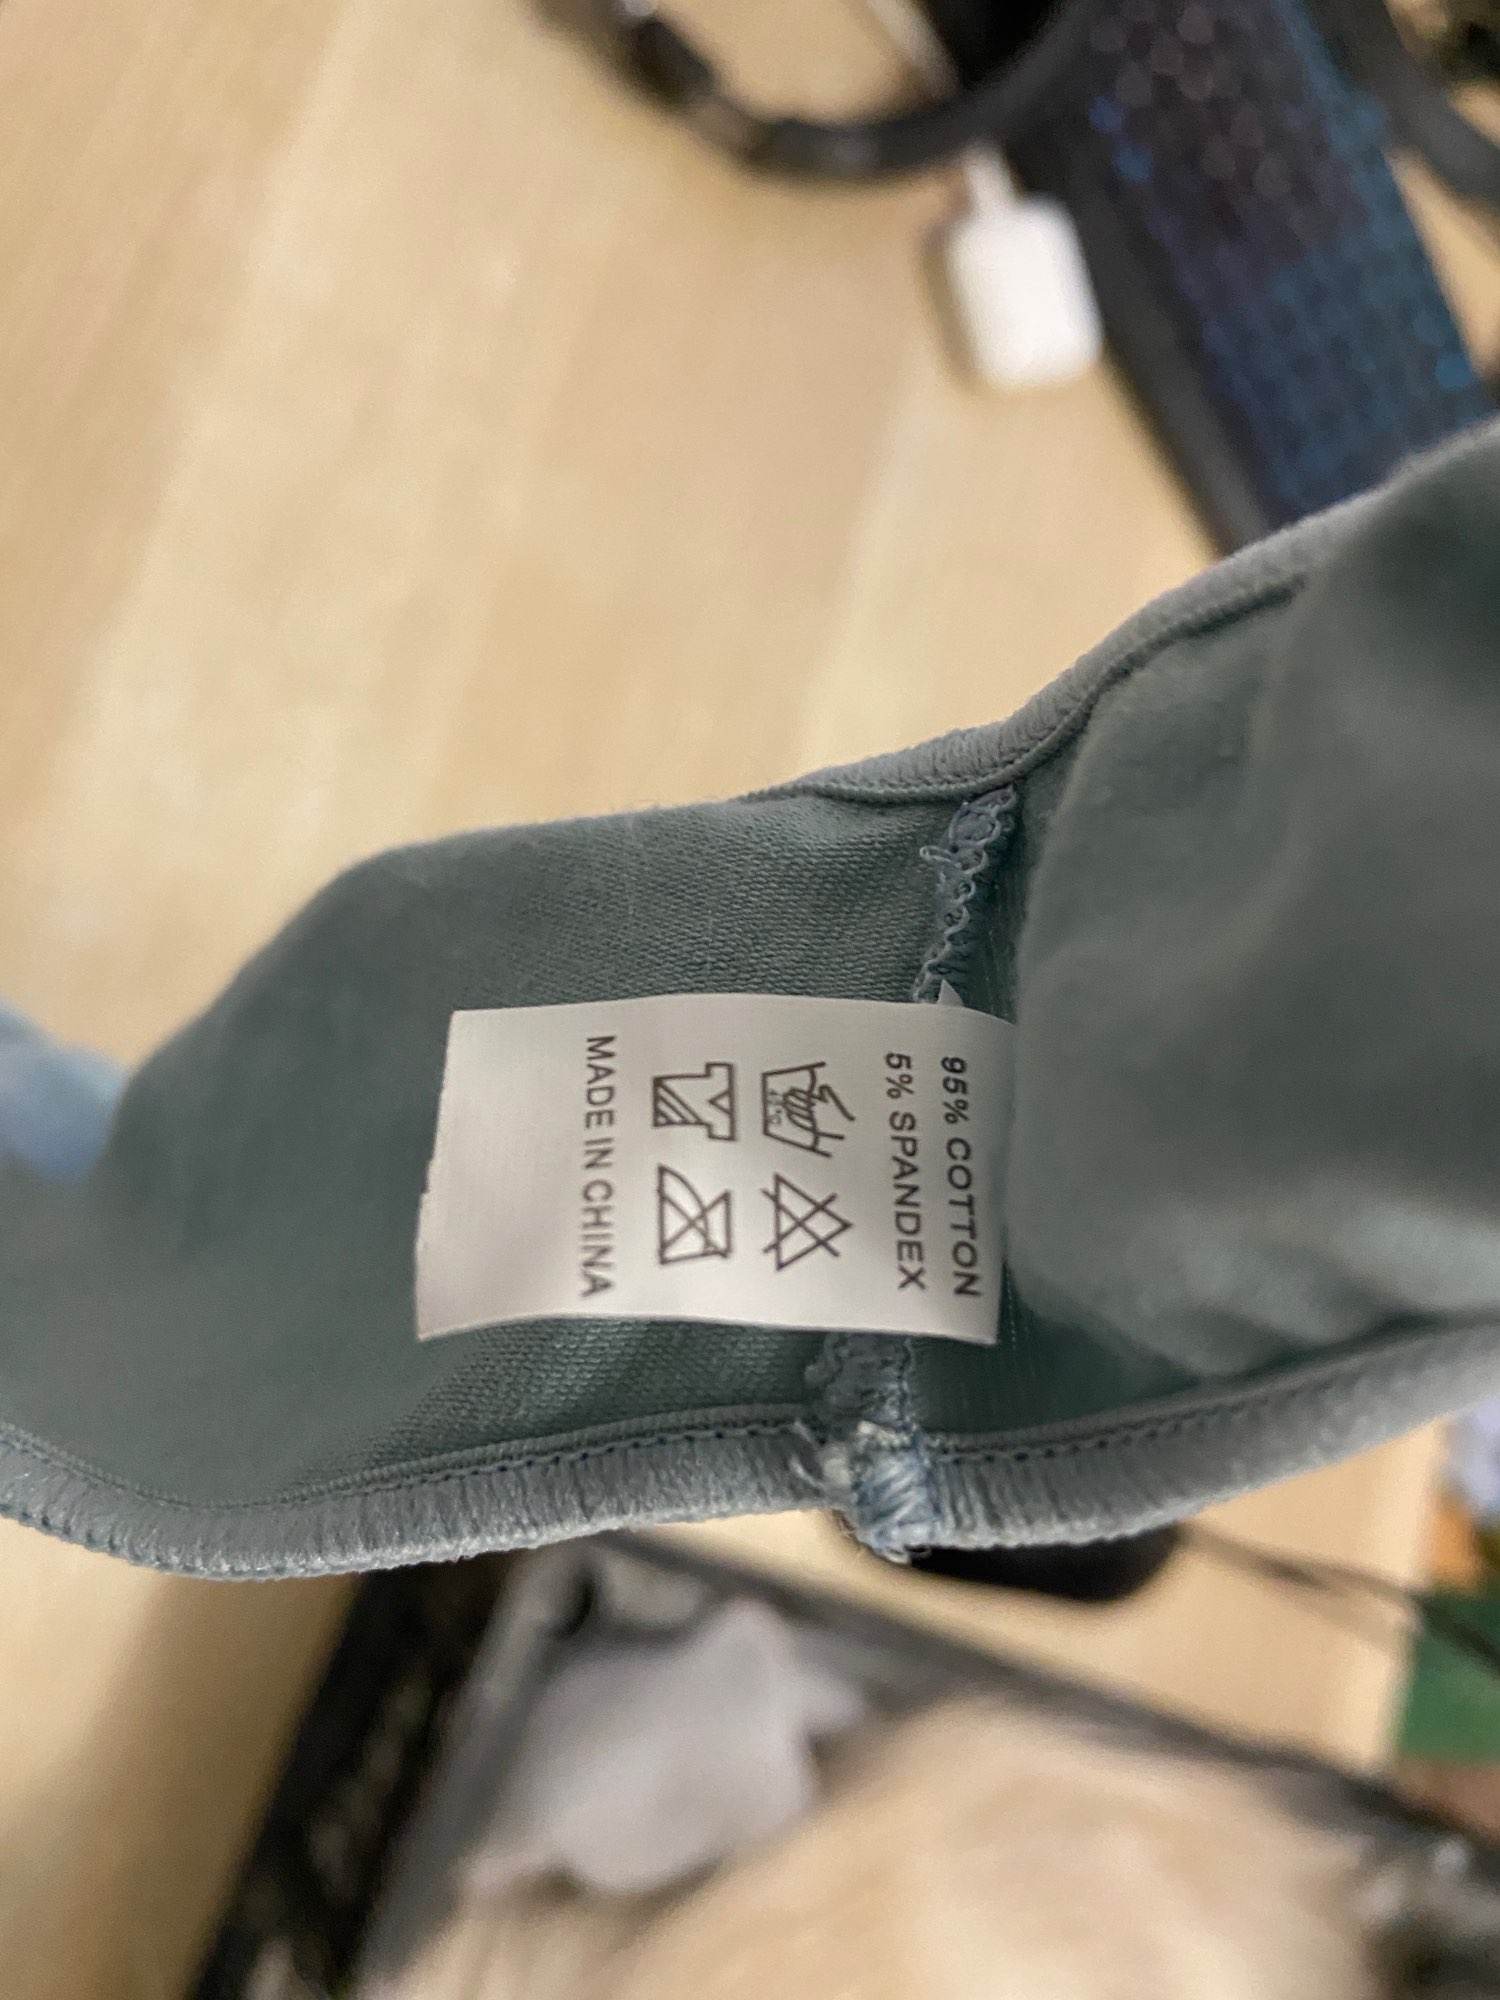 95% COTTON
5% SPANDEX
MADE IN CHINA